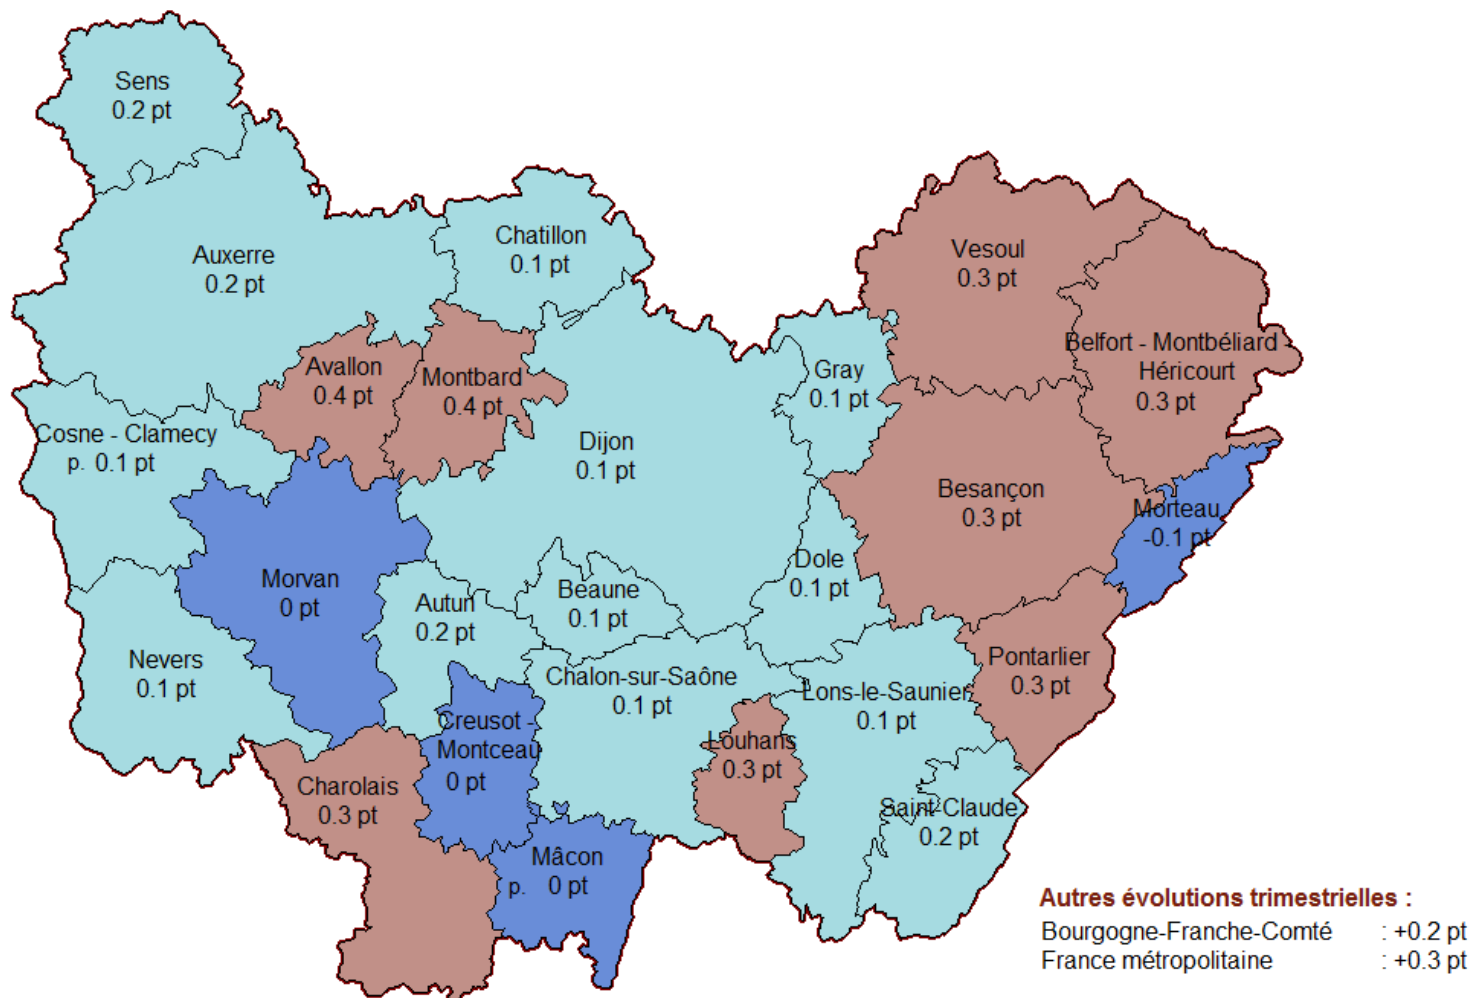 Sens
0.2 pt
Auxerre
0.2 pt
Chatillon
0.1 pt
Vesoul
0.3 pt
Belfort - Montbéliard -
Héricourt
0.3 pt
Avallon
0.4 pt
Montbard
0.4 pt
Gray
0.1 pt
Cosne - Clamecy
p. 0.1 pt
Dijon
0.1 pt
Besançon
0.3 pt
Morteau
-0.1 pt
Morvan
0 pt
Autun
0.2 pt
Beaune
0.1 pt
Dole
0.1 pt
Nevers
0.1 pt
Chalon-sur-Saône
0.1 pt
Lons-le-Saunier
0.1 pt
Pontarlier
0.3 pt
Creusot -
Montceau
0 pt
Louhans
0.3 pt
Charolais
0.3 pt
Saint-Claude
0.2 pt
Mâcon
p. 0 pt
Autres évolutions trimestrielles :
Bourgogne-Franche-Comté : +0.2 pt
France métropolitaine : +0.3 pt